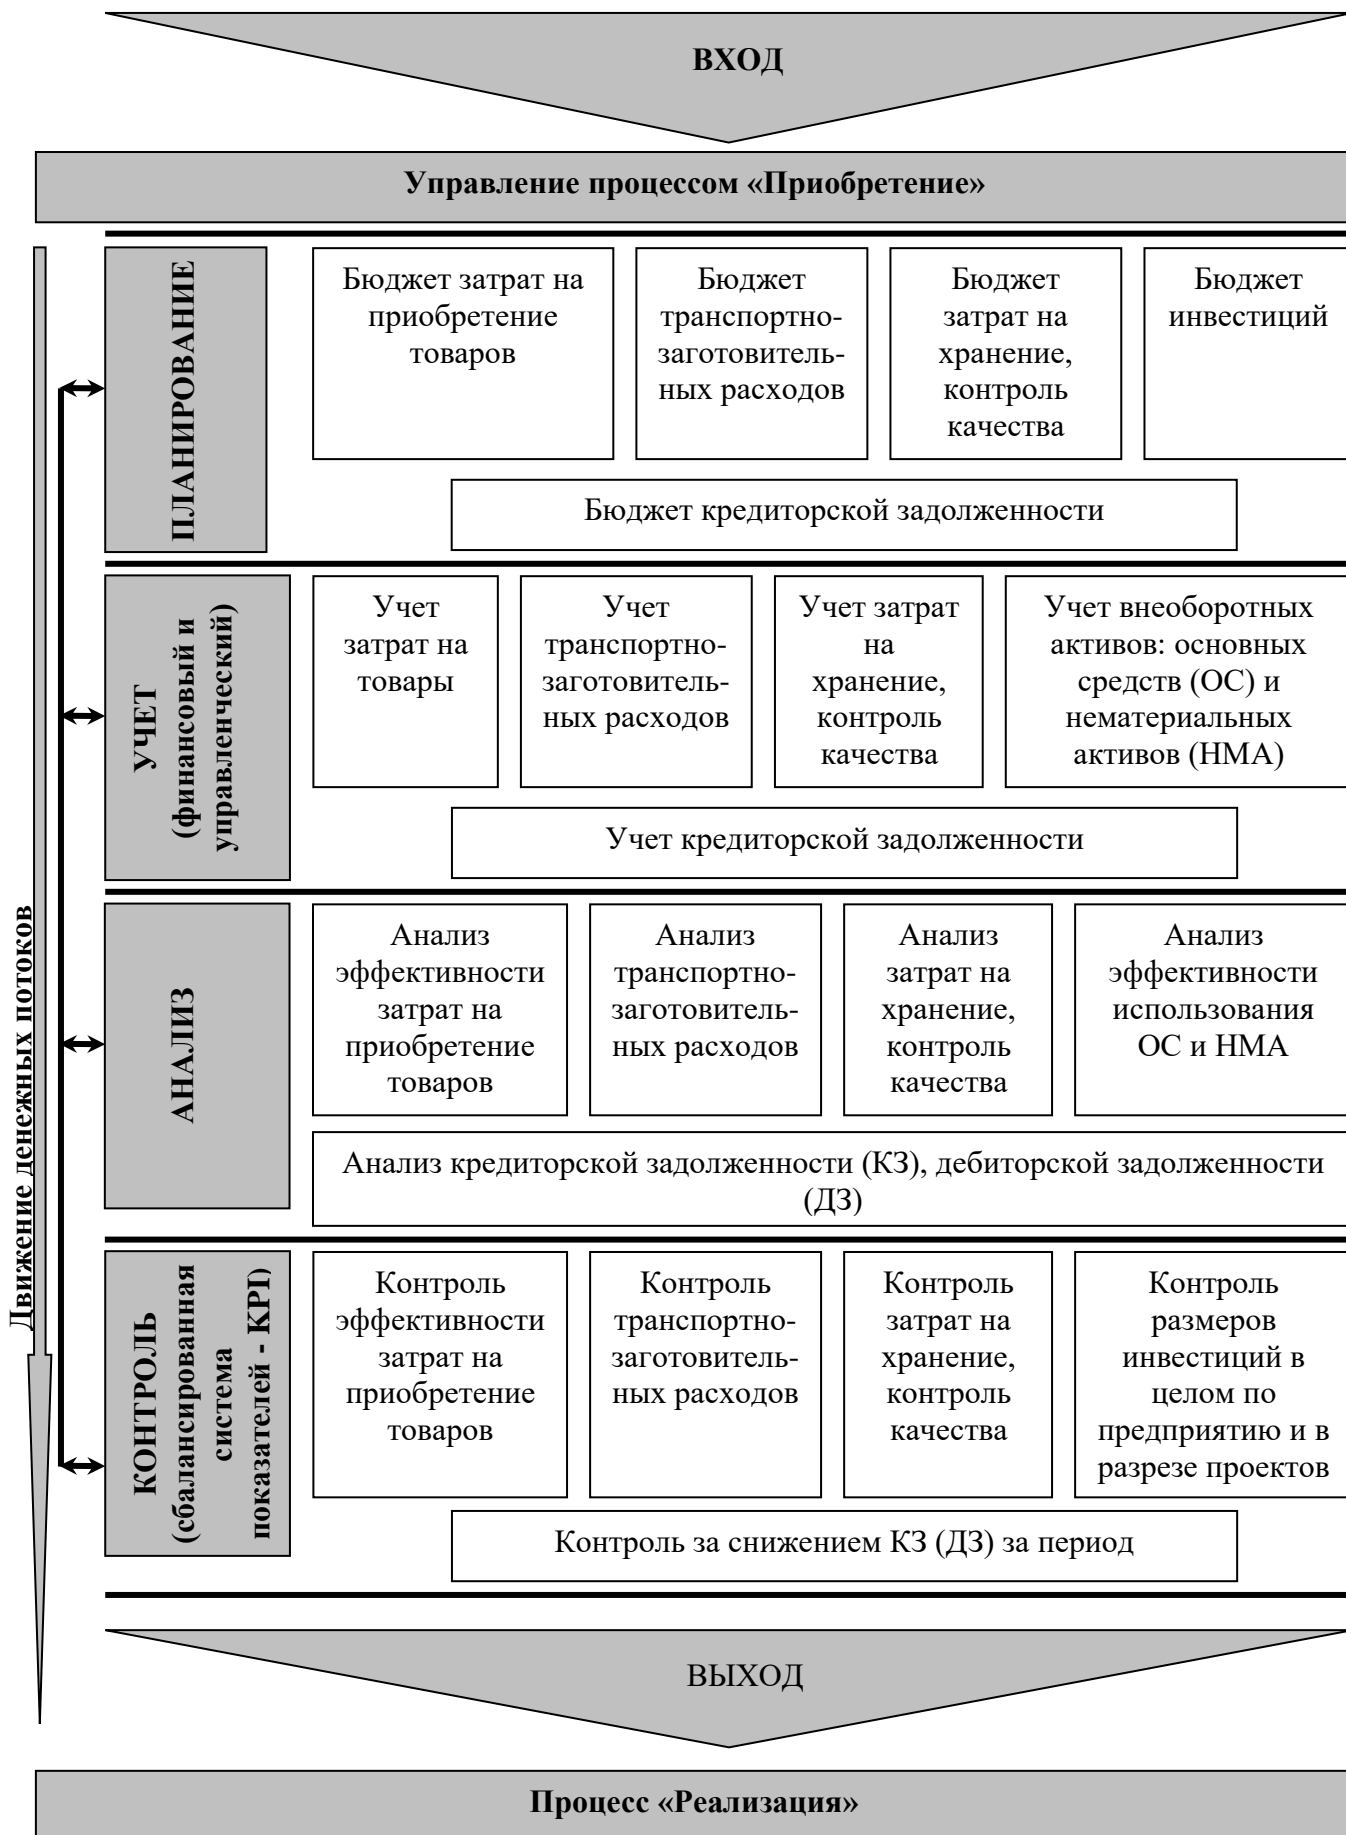 ВХОД
Управление процессом «Приобретение»
Движение денежных потоков
ПЛАНИРОВАНИЕ
Бюджет затрат на
приобретение
товаров
Бюджет
транспортно-
заготовитель-
ных расходов
Бюджет
затрат на
хранение,
контроль
качества
Бюджет
инвестиций
Бюджет кредиторской задолженности
УЧЕТ
(финансовый и
управленческий)
Учет
затрат на
товары
Учет
транспортно-
заготовитель-
ных расходов
Учет затрат
на
хранение,
контроль
качества
Учет внеоборотных
активов: основных
средств (ОС) и
нематериальных
активов (НМА)
Учет кредиторской задолженности
АНАЛИЗ
Анализ
эффективности
затрат на
приобретение
товаров
Анализ
транспортно-
заготовитель-
ных расходов
Анализ
затрат на
хранение,
контроль
качества
Анализ
эффективности
использования
ОС и НМА
Анализ кредиторской задолженности (КЗ), дебиторской задолженности
(ДЗ)
КОНТРОЛЬ
(сбалансированная
система
показателей - KPI)
Контроль
эффективности
затрат на
приобретение
товаров
Контроль
транспортно-
заготовитель-
ных расходов
Контроль
затрат на
хранение,
контроль
качества
Контроль
размеров
инвестиций в
целом по
предприятию и в
разрезе проектов
Контроль за снижением КЗ (ДЗ) за период
ВЫХОД
Процесс «Реализация»